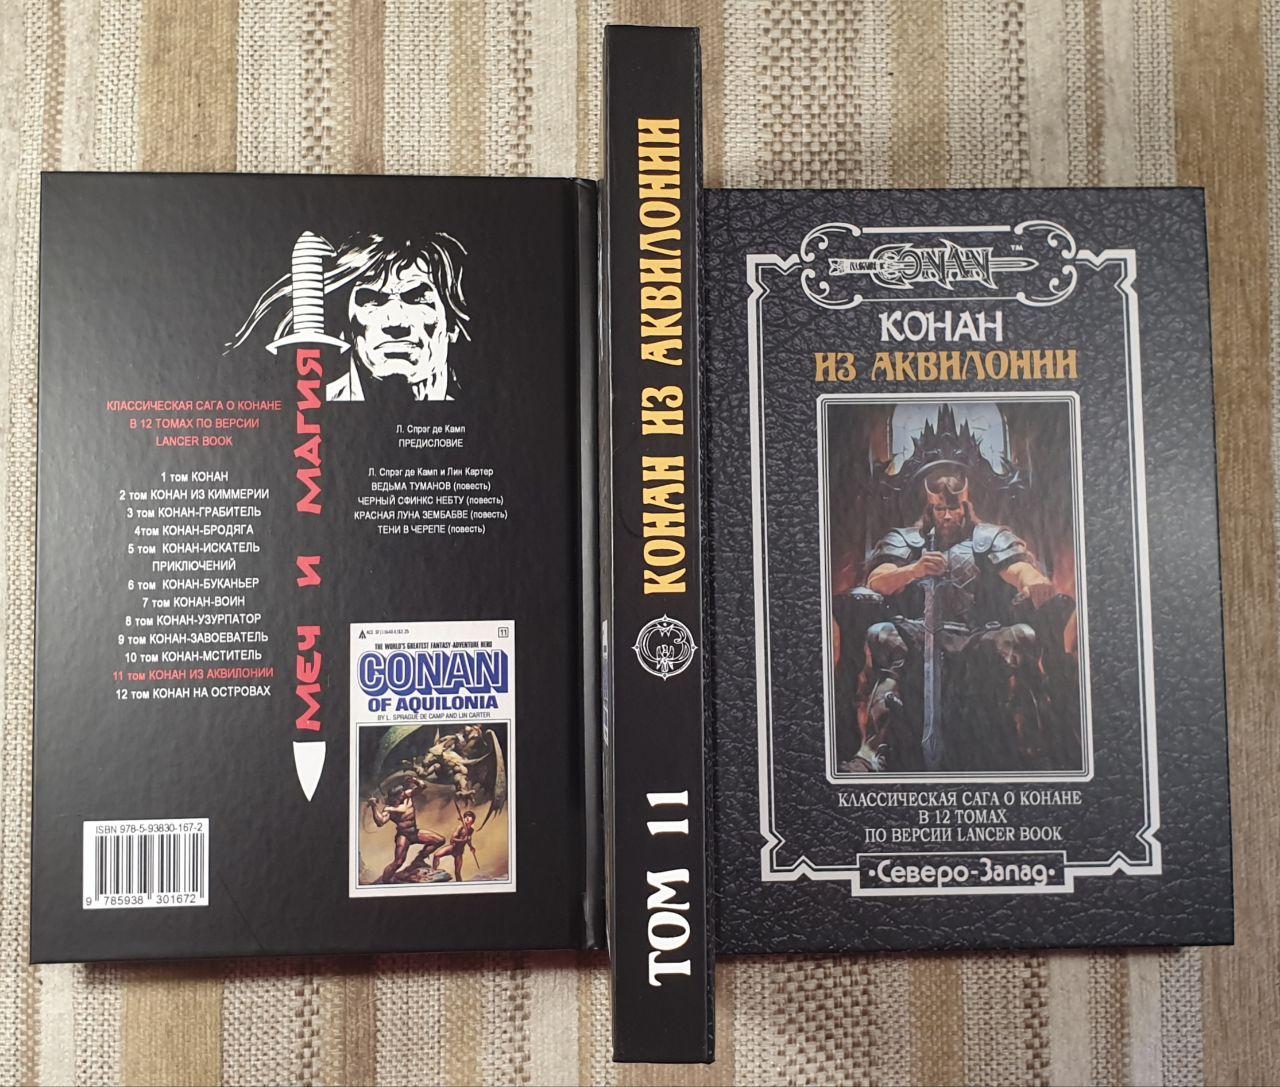 КЛАССИЧЕСКАЯ САГА О КОНАНЕ
В 12 ТОМАХ ПО ВЕРСИИ
LANCER BOOK
1 том КОНАН
2 том КОНАН ИЗ КИММЕРИИ
3 том КОНАН-ГРАБИТЕЛЬ
4том КОНАН-БРОДЯГА
5 том КОНАН-ИСКАТЕЛЬ
ПРИКЛЮЧЕНИЙ
6 том КОНАН-БУКАНЬЕР
7 том КОНАН-ВОИН
8 том КОНАН-УЗУРПАТОР
9 том КОНАН-ЗАВОЕВАТЕЛЬ
10 том КОНАН-МСТИТЕЛЬ
11 том КОНАН ИЗ АКВИЛОНИИ
12 том КОНАН НА ОСТРОВАХ
ISBN 978-5-93830-167-2
9 785938 301672
МЕЧ И МАГИЯ
Л. Спрэг де Камп
ПРЕДИСЛОВИЕ
Л. Спрэг де Камп и Лин Картер
ВЕДЬМА ТУМАНОВ (повесть)
ЧЕРНЫЙ СФИНКС НЕБТУ (повесть)
КРАСНАЯ ЛУНА ЗЕМБАБВЕ (повесть)
ТЕНИ В ЧЕРЕПЕ (повесть)
11
THE WORLD'S GREATEST FANTASY-ADVENTURE HERO
CONAN
OF AQUILONIA
BY L. SPRAGUE DE CAMP AND LIN CARTER
ТОМ 11 КОНАН ИЗ АКВИЛОНИИ
CONAN™
КОНАН
ИЗ АКВИЛОНИИ
КЛАССИЧЕСКАЯ САГА О КОНАНЕ
В 12 ТОМАХ
ПО ВЕРСИИ LANCER BOOK
·Северо-Запад·